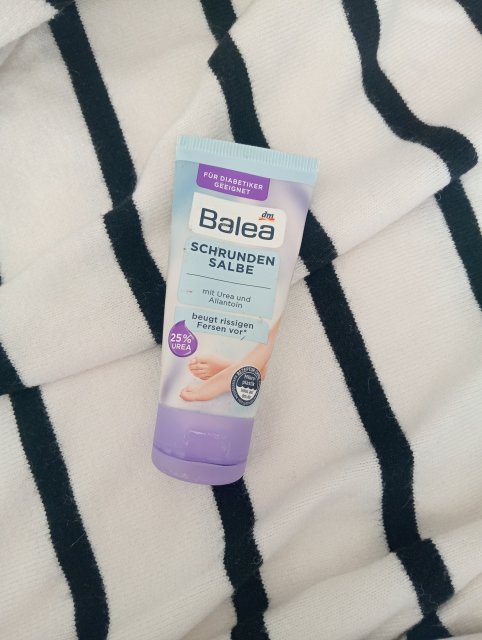 FÜR DIABETIKER
GEEIGNET
dm
Balea
SCHRUNDEN
SALBE
mit Urea und
Allantoin
beugt rissigen
Fersen vor*
25%
UREA